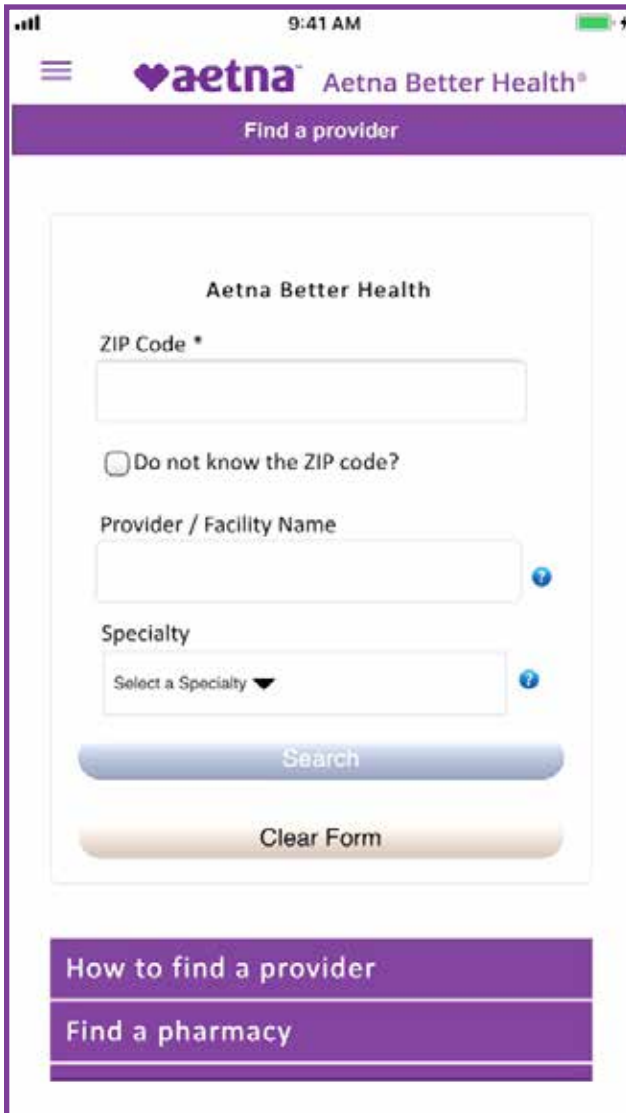 9:41 AM
aetna™ Aetna Better Health®
Find a provider
Aetna Better Health
ZIP Code *
Do not know the ZIP code?
Provider / Facility Name
?
Specialty
Select a Specialty
?
Search
Clear Form
How to find a provider
Find a pharmacy